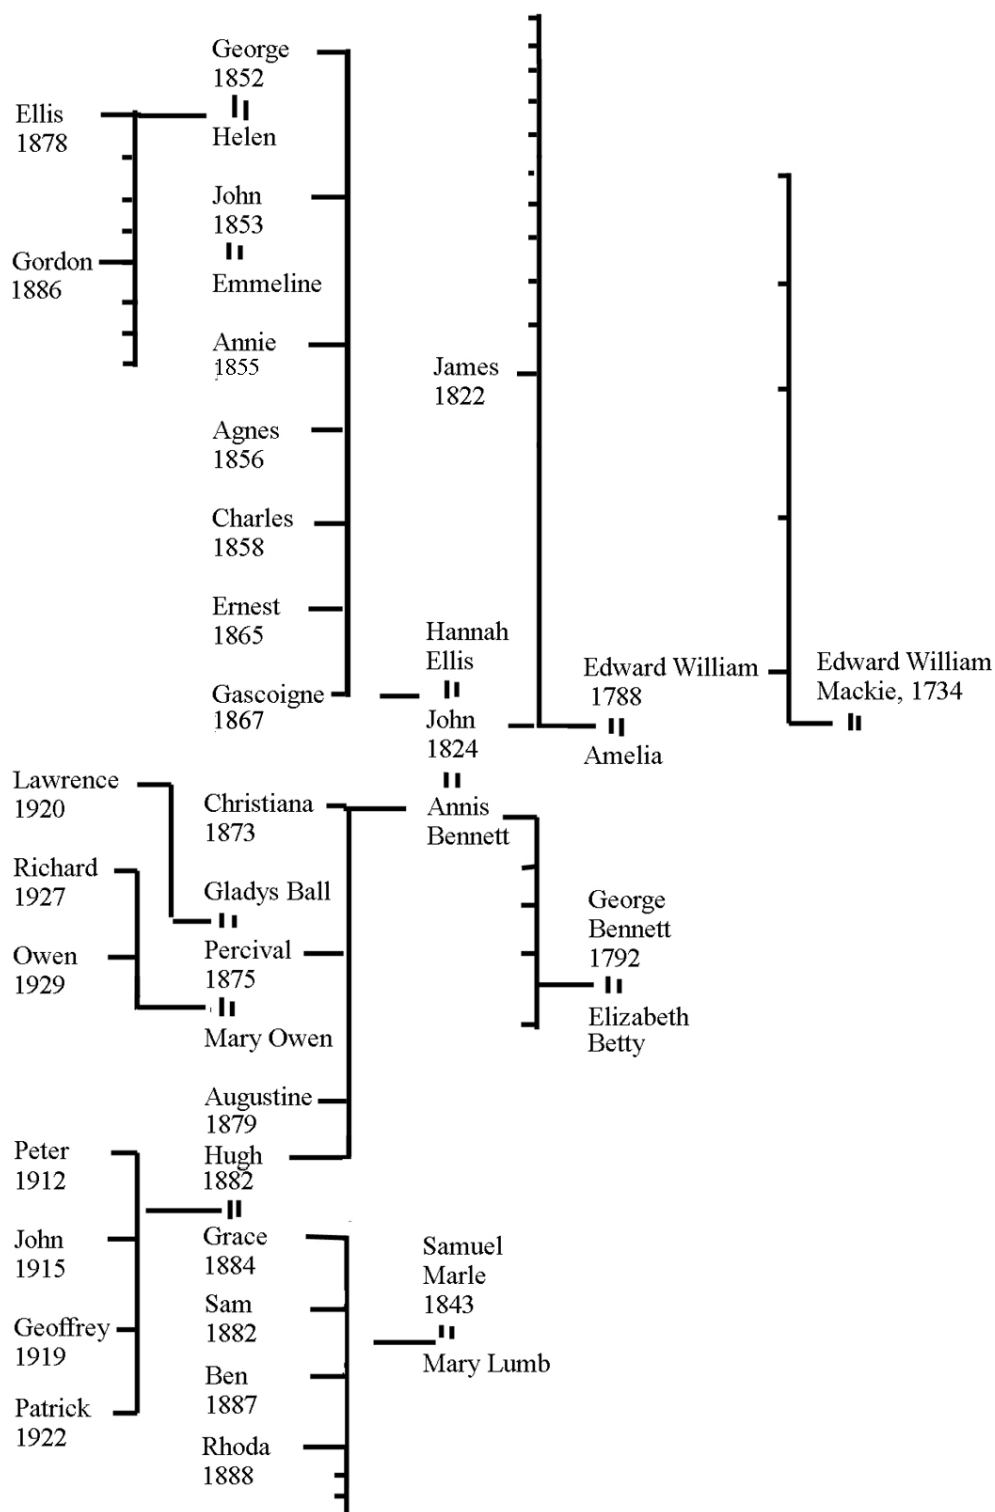 George
1852
Helen
Ellis
1878
John
1853
Emmeline
Gordon
1886
Annie
1855
Agnes
1856
Charles
1858
Ernest
1865
Gascoigne
1867
James
1822
Hannah
Ellis
John
1824
Annis
Bennett
Edward William
1788
Amelia
Edward William
Mackie, 1734
Lawrence
1920
Christiana
1873
Richard
1927
Gladys Ball
Owen
1929
Percival
1875
Mary Owen
George
Bennett
1792
Elizabeth
Betty
Augustine
1879
Peter
1912
Hugh
1882
John
1915
Grace
1884
Samuel
Marle
1843
Mary Lumb
Geoffrey
1919
Sam
1882
Patrick
1922
Ben
1887
Rhoda
1888